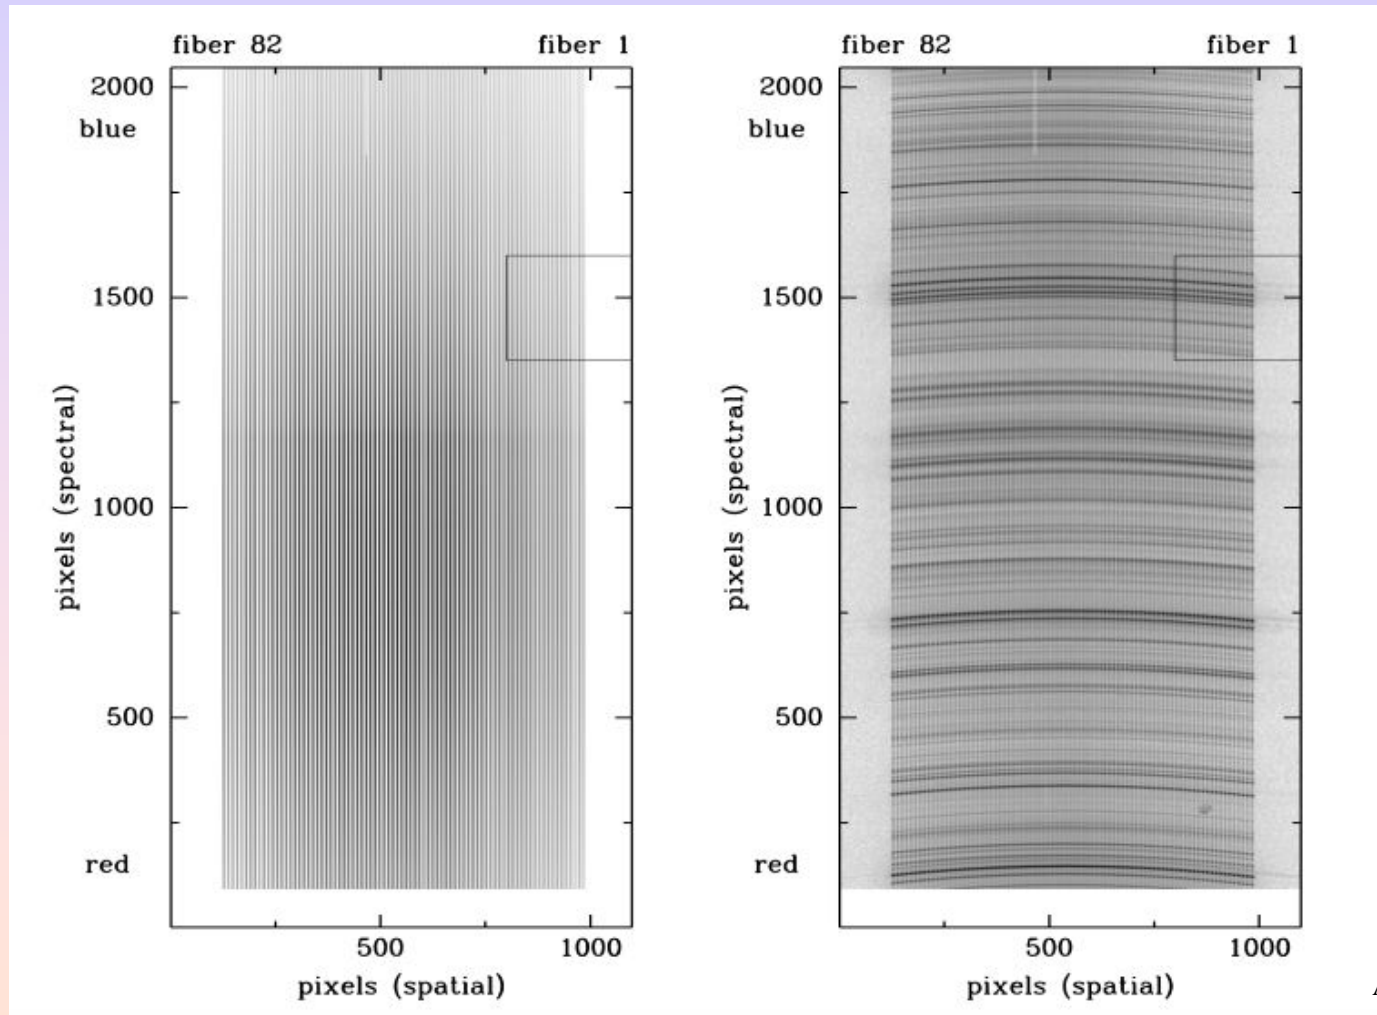 fiber 82 fiber 1
2000
blue
1500
pixels (spectral)
1000
500
red
500 1000
pixels (spatial)
fiber 82 fiber 1
2000
blue
1500
pixels (spectral)
1000
500
red
500 1000
pixels (spatial)